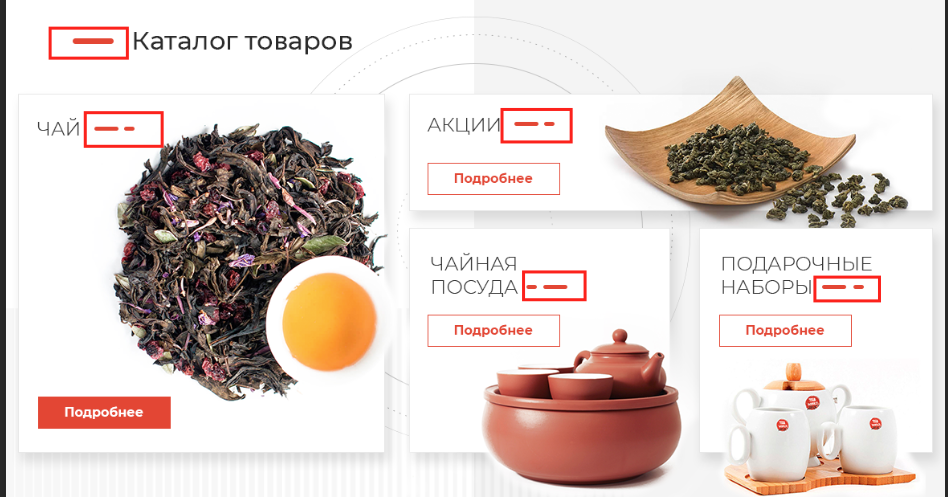 Каталог товаров
ЧАЙ
Подробнее
АКЦИИ
Подробнее
ЧАЙНАЯ
ПОСУДА
Подробнее
ПОДАРОЧНЫЕ
НАБОРЫ
Подробнее